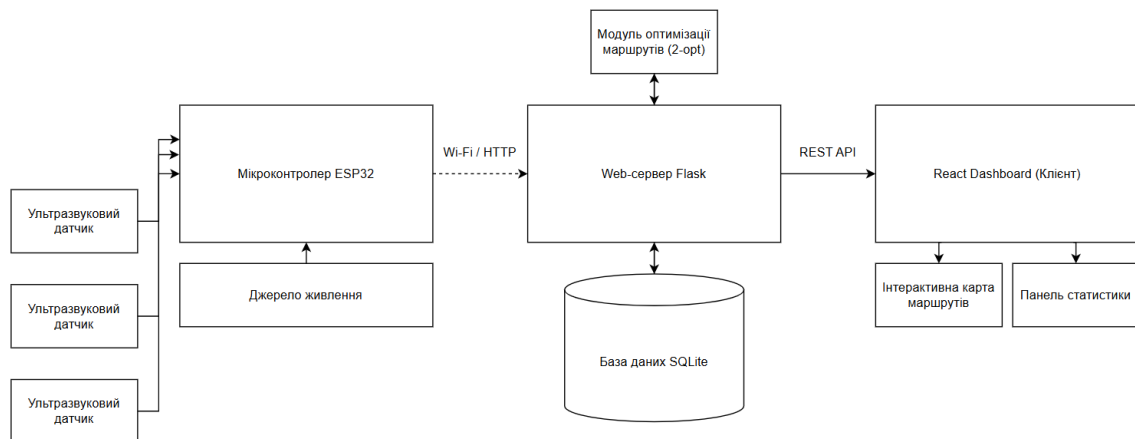 Модуль оптимізації
маршрутів (2-opt)
Мікроконтролер ESP32
Wi-Fi / HTTP
Web-сервер Flask
REST API
React Dashboard (Клієнт)
Ультразвуковий
датчик
Джерело живлення
Інтерактивна карта
маршрутів
Панель статистики
Ультразвуковий
датчик
База даних SQLite
Ультразвуковий
датчик